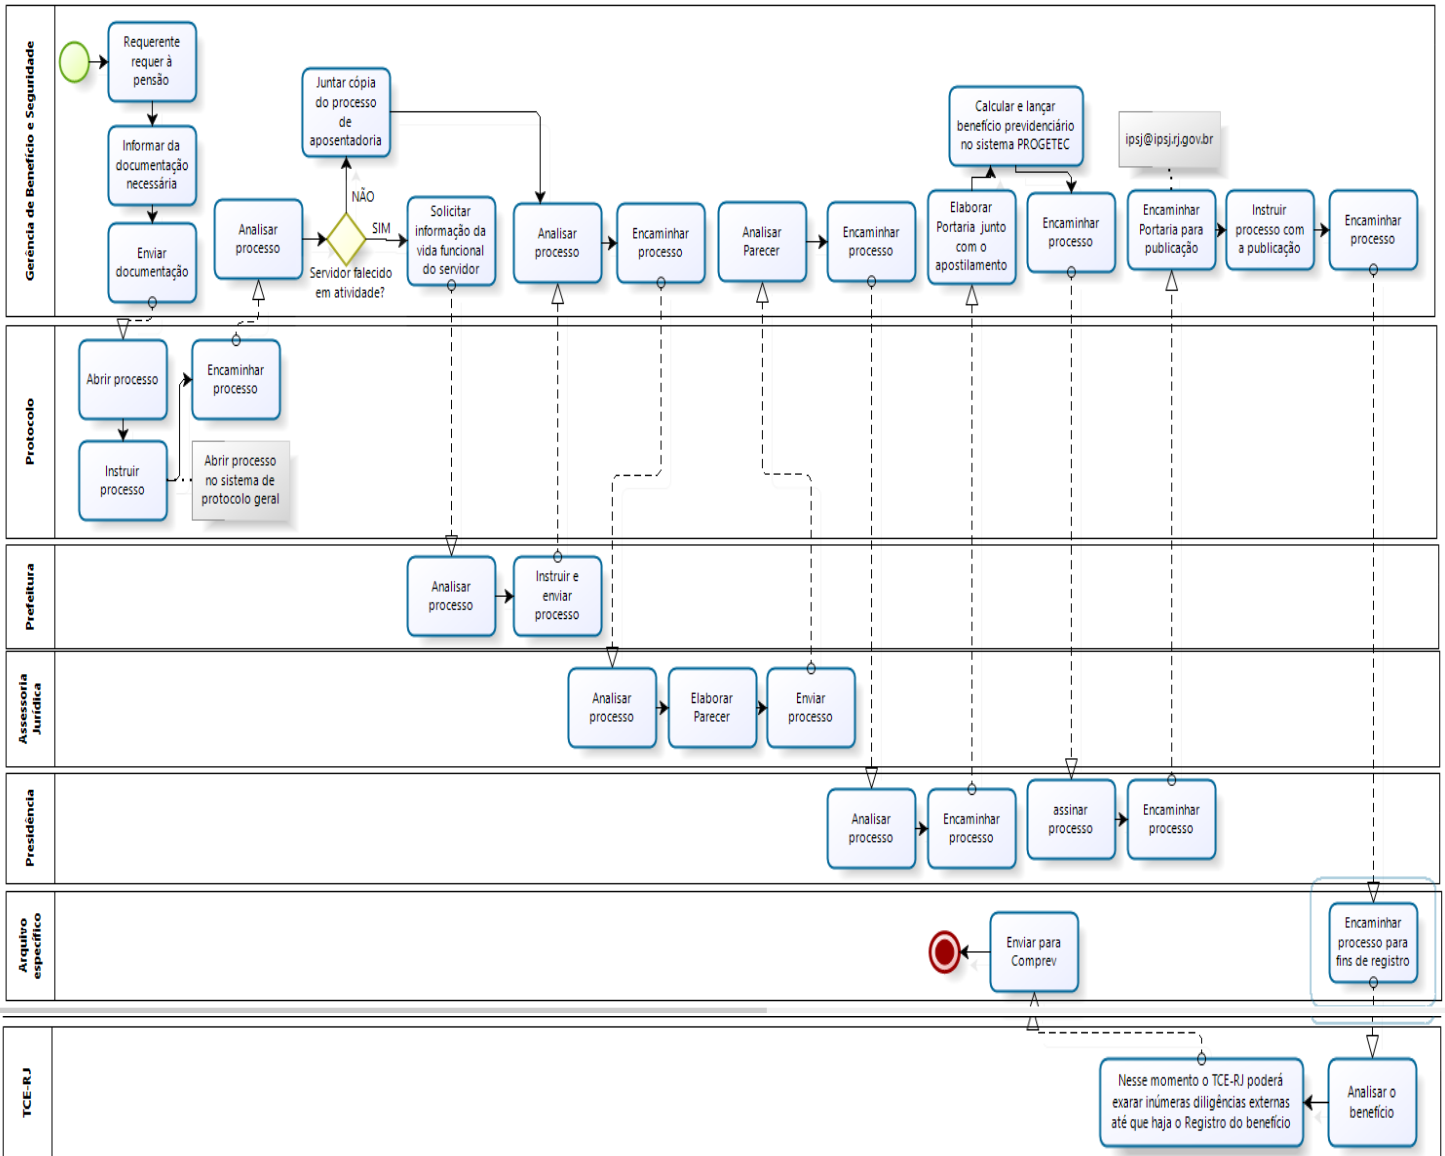 Gerência de Benefício e Seguridade
Requerente
requer à
pensão
Informar da
documentação
necessária
Enviar
documentação
Analisar
processo
Juntar cópia
do processo
de
aposentadoria
NÃO
SIM
Servidor falecido
em atividade?
Solicitar
informação da
vida funcional
do servidor
Analisar
processo
Encaminhar
processo
Analisar
Parecer
Encaminhar
processo
Elaborar
Portaria junto
com o
apostilamento
Calcular e lançar
benefício previdenciário
no sistema PROGETEC
Encaminhar
processo
ipsj@ipsj.rj.gov.br
Encaminhar
Portaria para
publicação
Instruir
processo com
a publicação
Encaminhar
processo
Protocolo
Abrir processo
Instruir
processo
Encaminhar
processo
Abrir processo
no sistema de
protocolo geral
Prefeitura
Analisar
processo
Instruir e
enviar
processo
Assessoria
Jurídica
Analisar
processo
Elaborar
Parecer
Enviar
processo
Presidência
Analisar
processo
Encaminhar
processo
assinar
processo
Encaminhar
processo
Arquivo
específico
Enviar para
Comprev
Encaminhar
processo para
fins de registro
TCE-RJ
Nesse momento o TCE-RJ poderá
exarar inúmeras diligências externas
até que haja o Registro do benefício
Analisar o
benefício